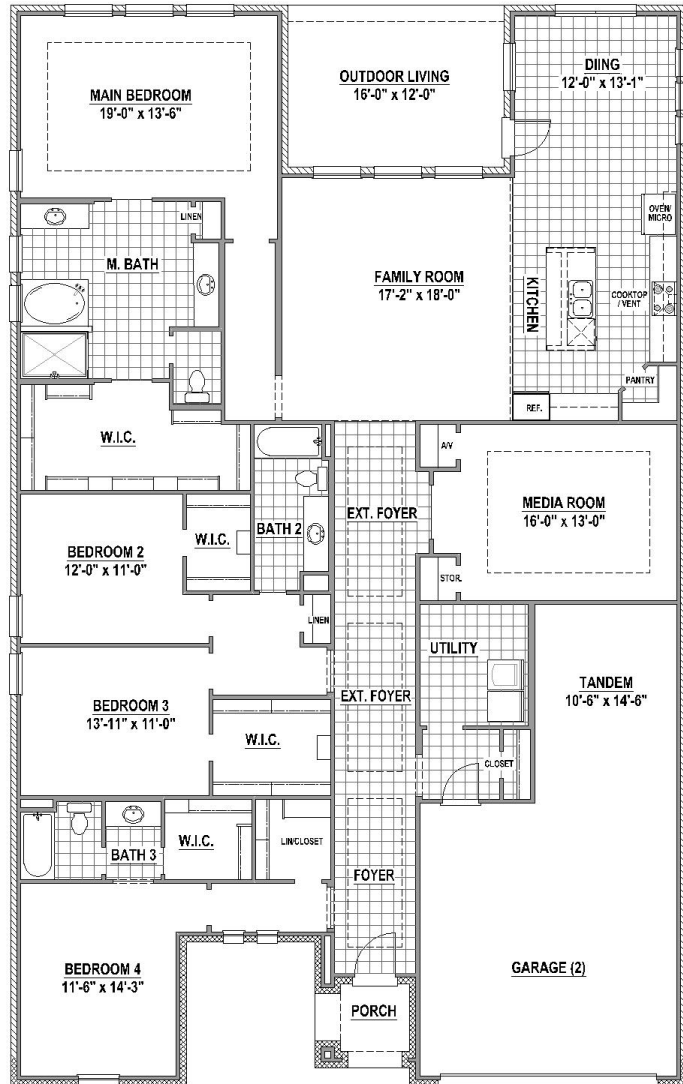 MAIN BEDROOM
19'-0" x 13'-6"
OUTDOOR LIVING
16'-0" x 12'-0"
DIING
12'-0" x 13'-1"
LINEN
M. BATH
FAMILY ROOM
17'-2" x 18'-0"
KITCHEN
OVEN/
MICRO
COOKTOP
/ VENT
PANTRY
REF.
W.I.C.
A/V
EXT. FOYER
MEDIA ROOM
16'-0" x 13'-0"
BATH 2
W.I.C.
BEDROOM 2
12'-0" x 11'-0"
STOR.
LINEN
UTILITY
TANDEM
10'-6" x 14'-6"
BEDROOM 3
13'-11" x 11'-0"
EXT. FOYER
W.I.C.
CLOSET
BATH 3
W.I.C.
LIN/CLOSET
FOYER
BEDROOM 4
11'-6" x 14'-3"
GARAGE (2)
PORCH